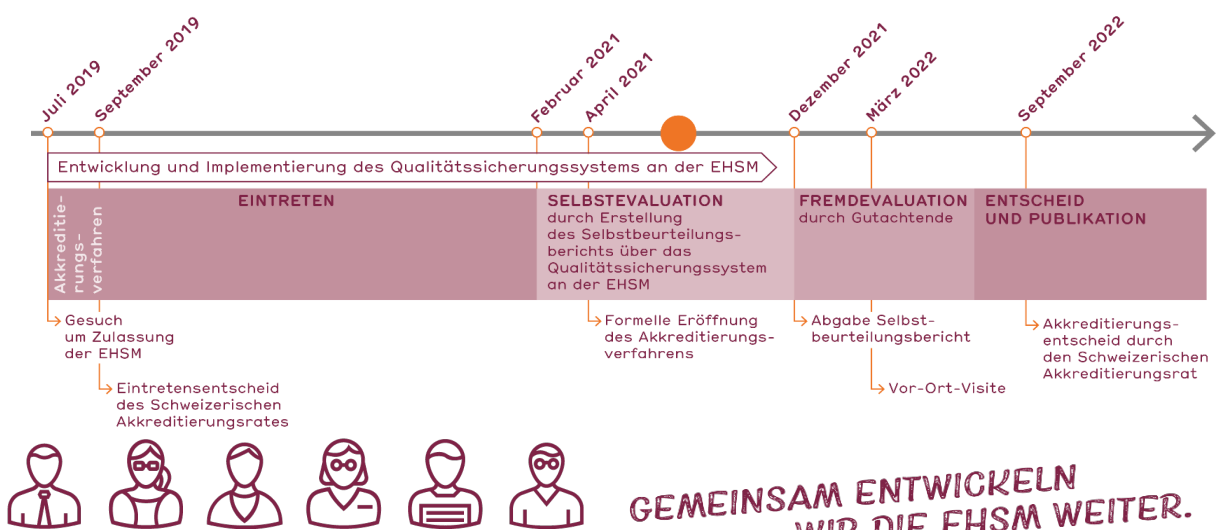 Juli 2019
September 2019
Februar 2021
April 2021
Dezember 2021
März 2022
September 2022
Entwicklung und Implementierung des Qualitätssicherungssystems an der EHSM
Akkreditie-
rungs-
verfahren
EINTRETEN
SELBSTEVALUATION
durch Erstellung
des Selbstbeurteilungs-
berichts über das
Qualitätssicherungssystem
an der EHSM
FREMDEVALUATION
durch Gutachtende
ENTSCHEID
UND PUBLIKATION
Gesuch
um Zulassung
der EHSM
Eintretensentscheid
des Schweizerischen
Akkreditierungsrates
Formelle Eröffnung
des Akkreditierungs-
verfahrens
Abgabe Selbst-
beurteilungsbericht
Vor-Ort-Visite
Akkreditierungs-
entscheid durch
den Schweizerischen
Akkreditierungsrat
GEMEINSAM ENTWICKELN
WIR DIE EHSM WEITER.